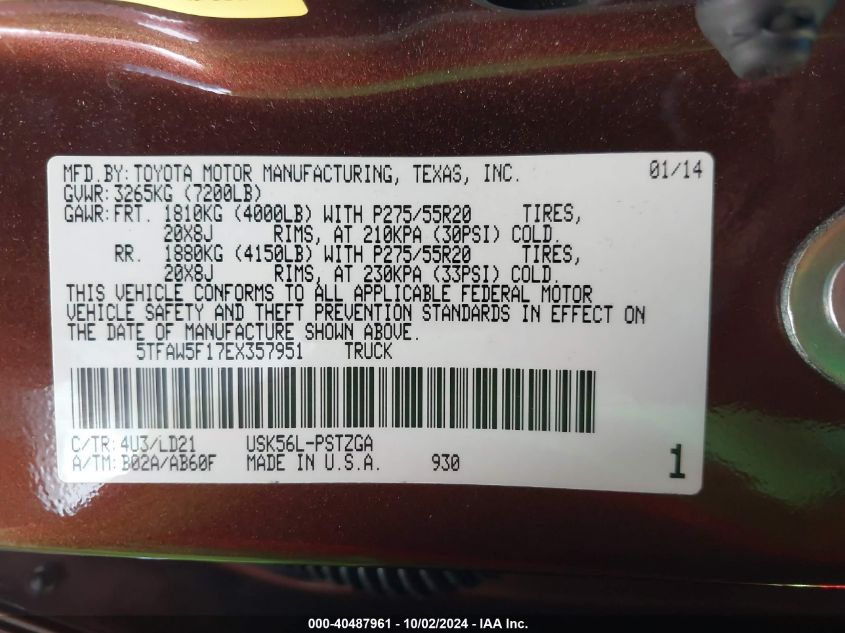 MFD.BY:TOYOTA MOTOR MANUFACTURING, TEXAS, INC. 01/14
GVWR:3265KG (7200LB)
GAWR:FRT. 1810KG (4000LB) WITH P275/55R20 TIRES,
20X8J RIMS, AT 210KPA (30PSI) COLD.
RR. 1880KG (4150LB) WITH P275/55R20 TIRES,
20X8J RIMS, AT 230KPA (33PSI) COLD.
THIS VEHICLE CONFORMS TO ALL APPLICABLE FEDERAL MOTOR
VEHICLE SAFETY AND THEFT PREVENTION STANDARDS IN EFFECT ON
THE DATE OF MANUFACTURE SHOWN ABOVE.
5TFAW5F17EX357951 TRUCK
C/TR:4U3/LD21 USK56L-PSTZGA
A/TM:B02A/AB60F MADE IN U.S.A. 930 1
000-40487961 - 10/02/2024 - IAA Inc.